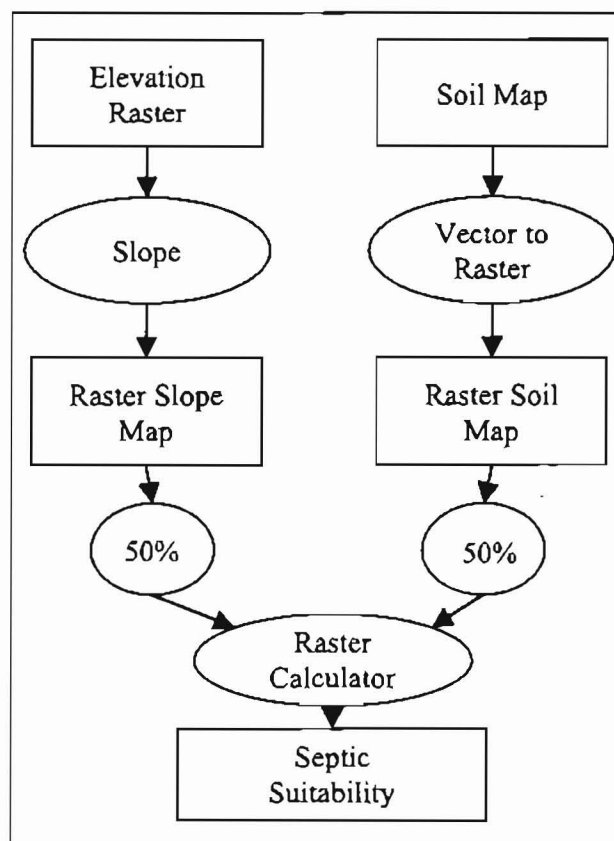 Elevation
Raster
Soil Map
Slope
Vector to
Raster
Raster Slope
Map
Raster Soil
Map
50%
50%
Raster
Calculator
Septic
Suitability